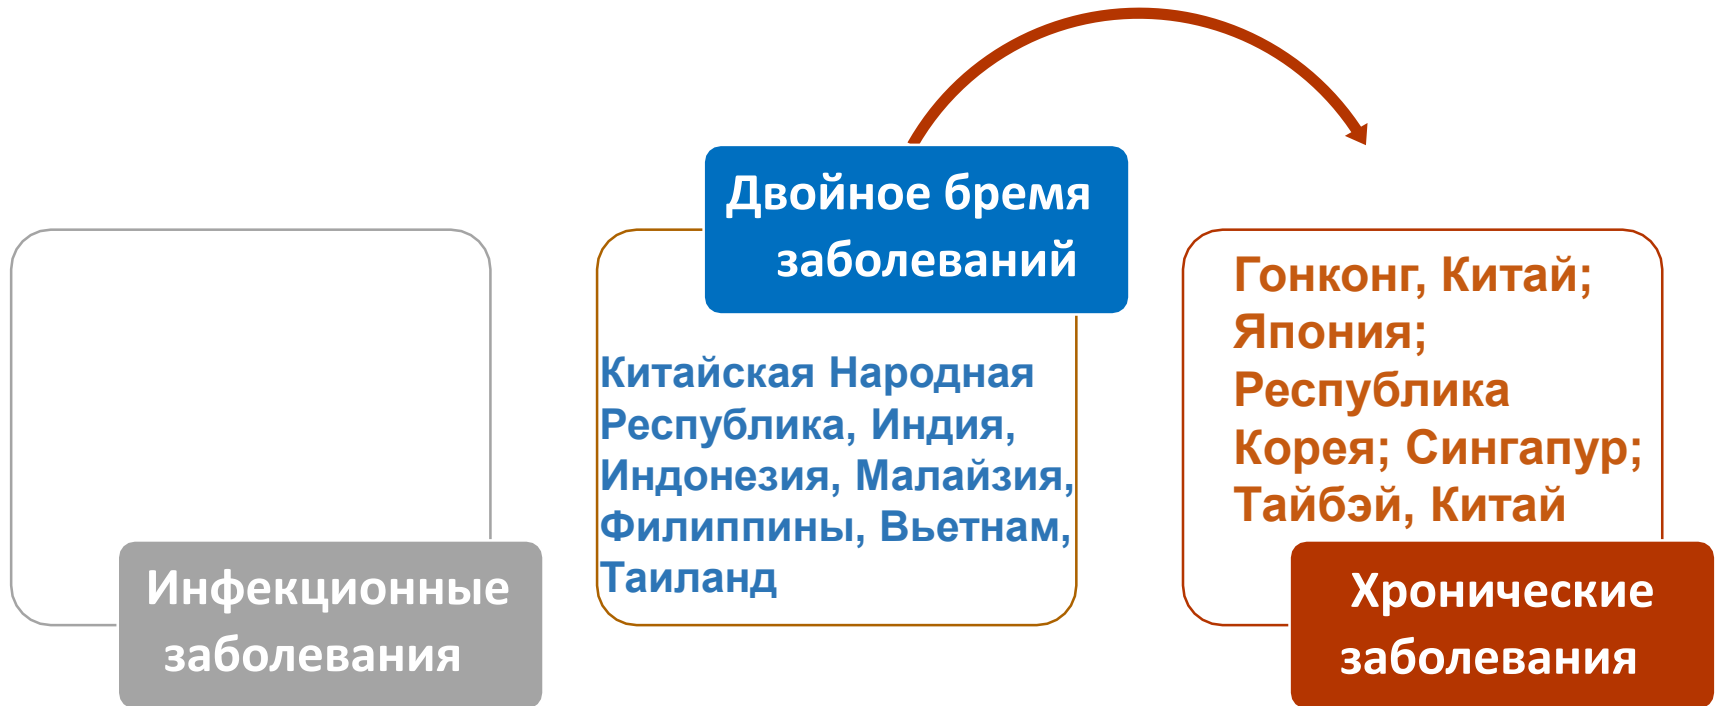 Двойное бремя
заболеваний
Инфекционные
заболевания
Китайская Народная
Республика, Индия,
Индонезия, Малайзия,
Филиппины, Вьетнам,
Таиланд
Гонконг, Китай;
Япония;
Республика
Корея; Сингапур;
Тайбэй, Китай
Хронические
заболевания